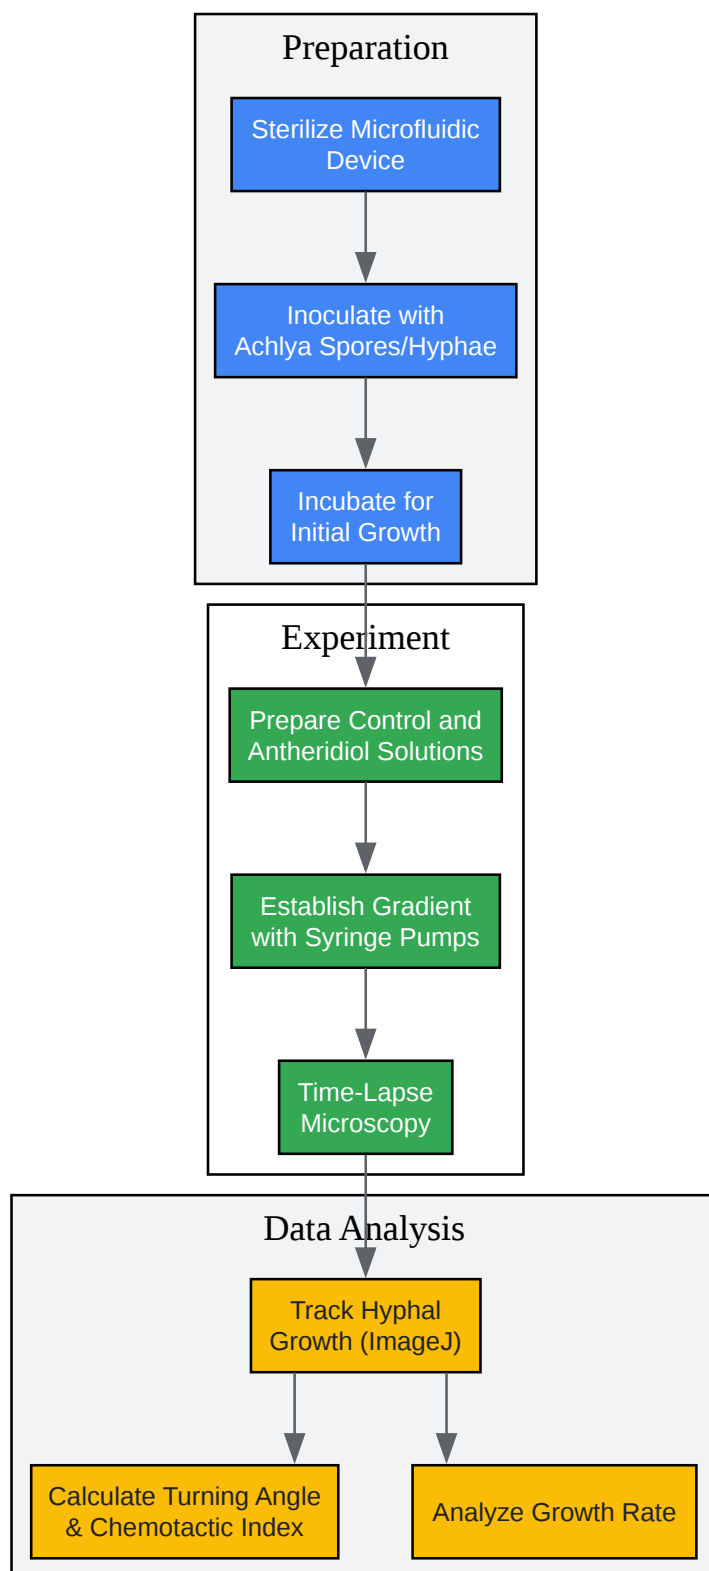 Preparation
Sterilize Microfluidic
Device
Inoculate with
Achlya Spores/Hyphae
Incubate for
Initial Growth
Experiment
Prepare Control and
Antheridiol Solutions
Establish Gradient
with Syringe Pumps
Time-Lapse
Microscopy
Data Analysis
Track Hyphal
Growth (ImageJ)
Calculate Turning Angle
& Chemotactic Index
Analyze Growth Rate